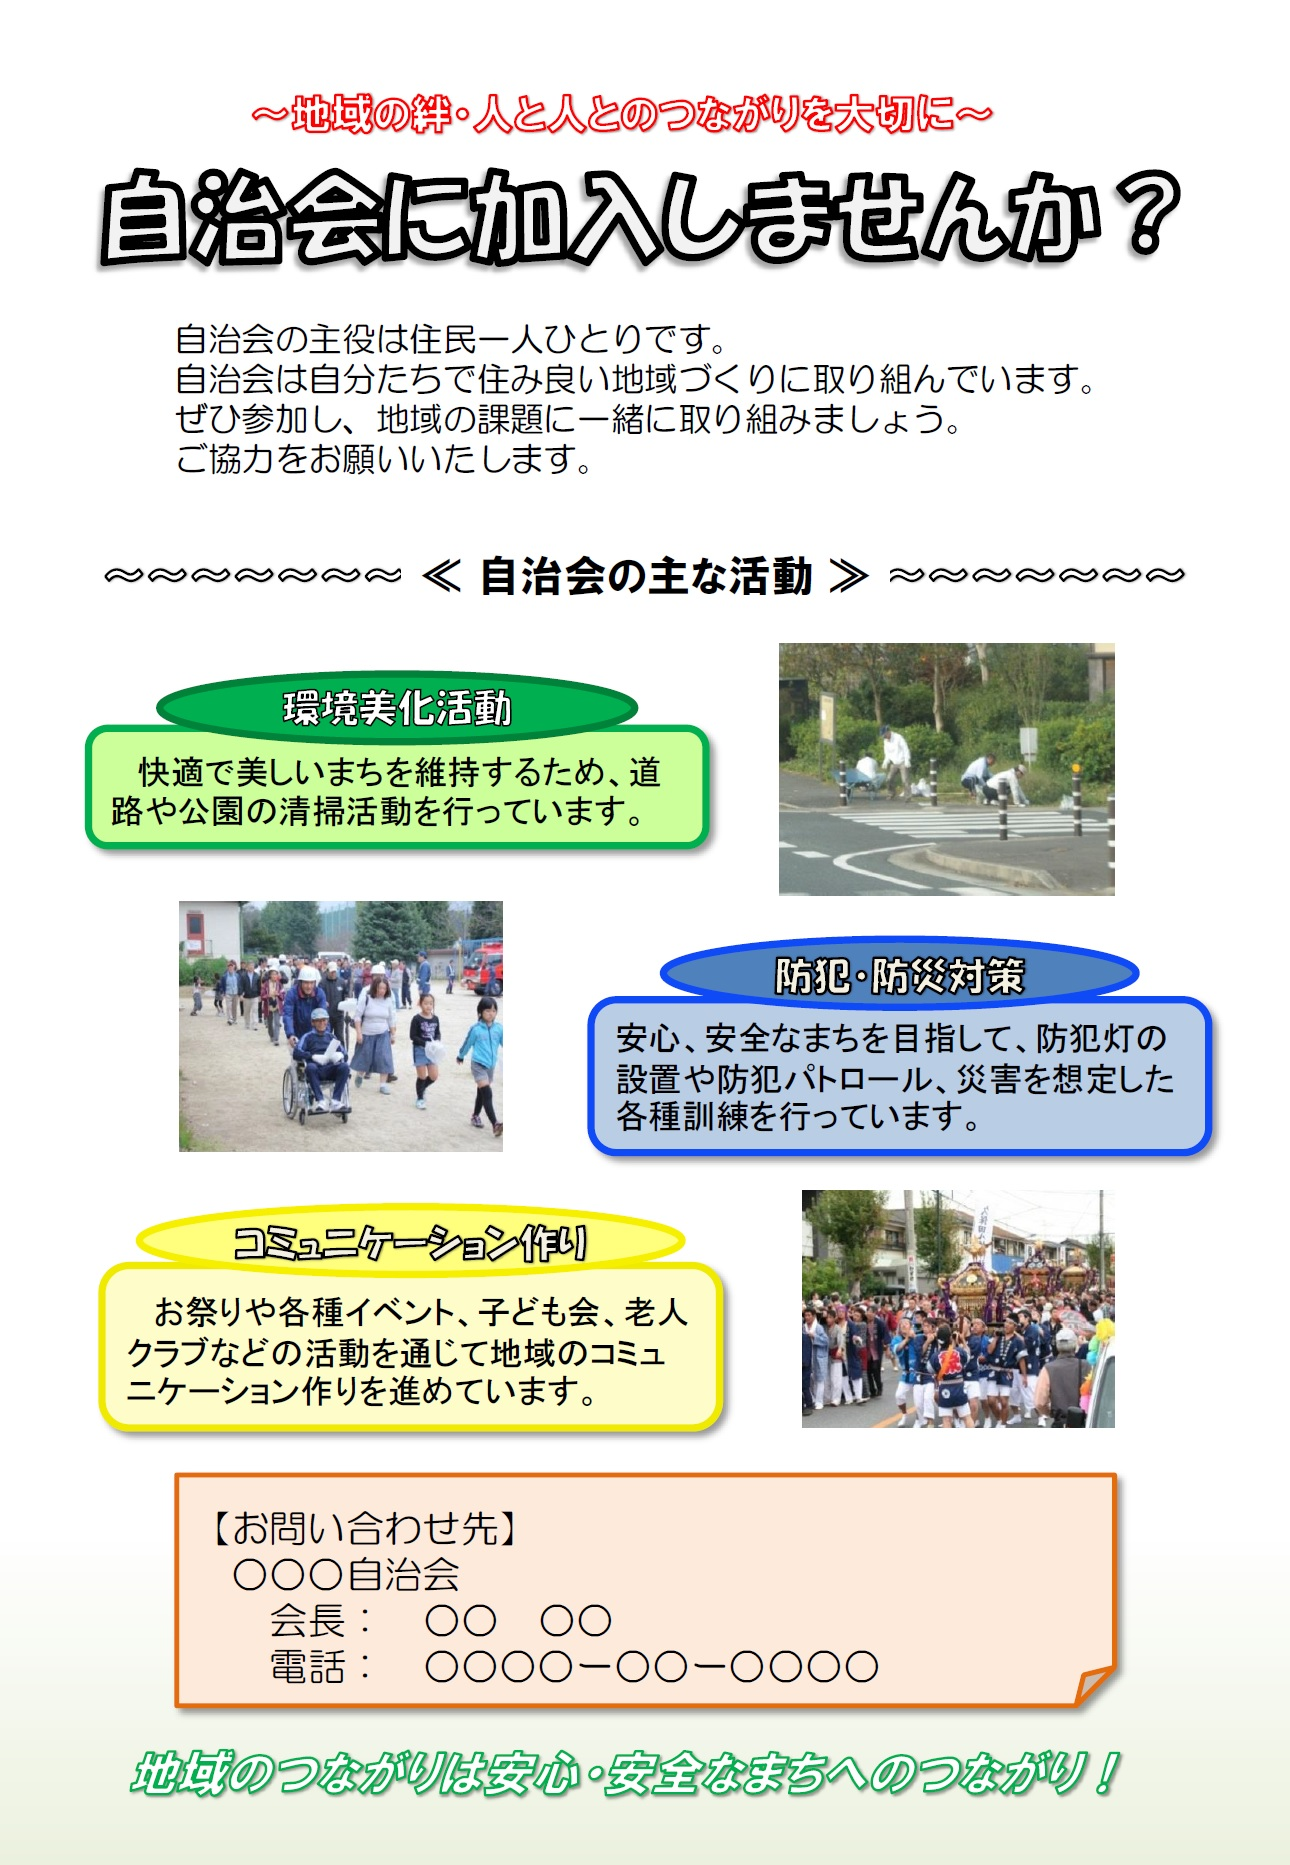 ～地域の絆・人と人とのつながりを大切に～
自治会に加入しませんか？
自治会の主役は住民一人ひとりです。
自治会は自分たちで住み良い地域づくりに取り組んでいます。
ぜひ参加し、地域の課題に一緒に取り組みましょう。
ご協力をお願いいたします。
～～～～～～～ ≪ 自治会の主な活動 ≫ ～～～～～～～
環境美化活動
快適で美しいまちを維持するため、道
路や公園の清掃活動を行っています。
防犯・防災対策
安心、安全なまちを目指して、防犯灯の
設置や防犯パトロール、災害を想定した
各種訓練を行っています。
コミュニケーション作り
お祭りや各種イベント、子ども会、老人
クラブなどの活動を通じて地域のコミュ
ニケーション作りを進めています。
【お問い合わせ先】
○○○自治会
会長：　○○　○○
電話：　○○○○－○○－○○○○
地域のつながりは安心・安全なまちへのつながり！